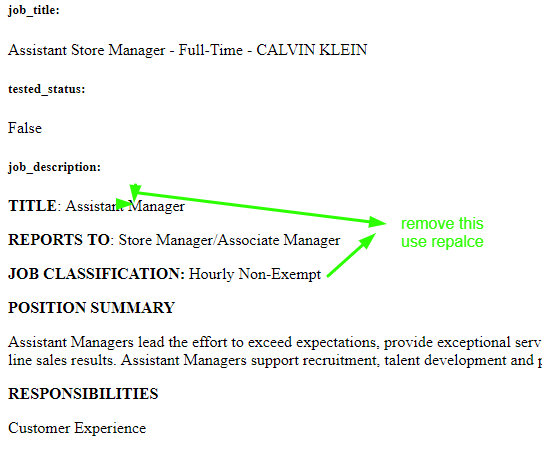 job_title:
Assistant Store Manager - Full-Time - CALVIN KLEIN
tested_status:
False
job_description:
TITLE: Assistant Manager
REPORTS TO: Store Manager/Associate Manager
remove this
use repalce
JOB CLASSIFICATION: Hourly Non-Exempt
POSITION SUMMARY
Assistant Managers lead the effort to exceed expectations, provide exceptional serv
line sales results. Assistant Managers support recruitment, talent development and p
RESPONSIBILITIES
Customer Experience